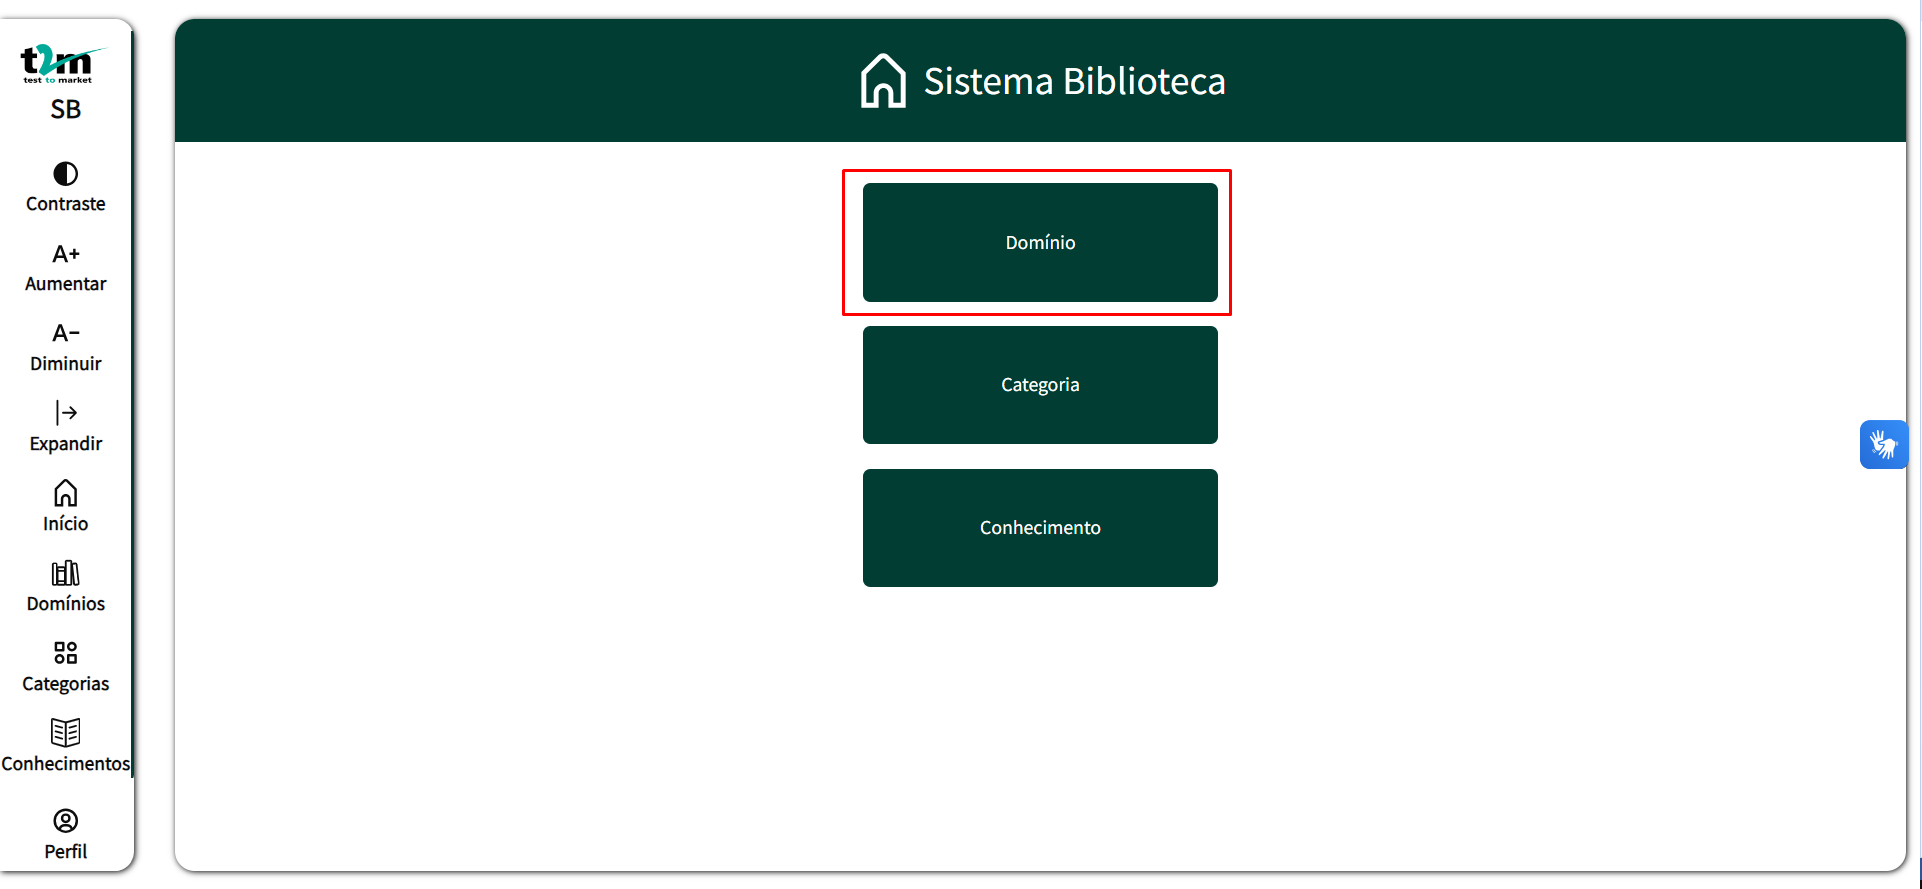 t2m
test to market
SB
Contraste
A+
Aumentar
A-
Diminuir
Expandir
Início
Domínios
Categorias
Conhecimentos
Perfil
Sistema Biblioteca
Domínio
Categoria
Conhecimento